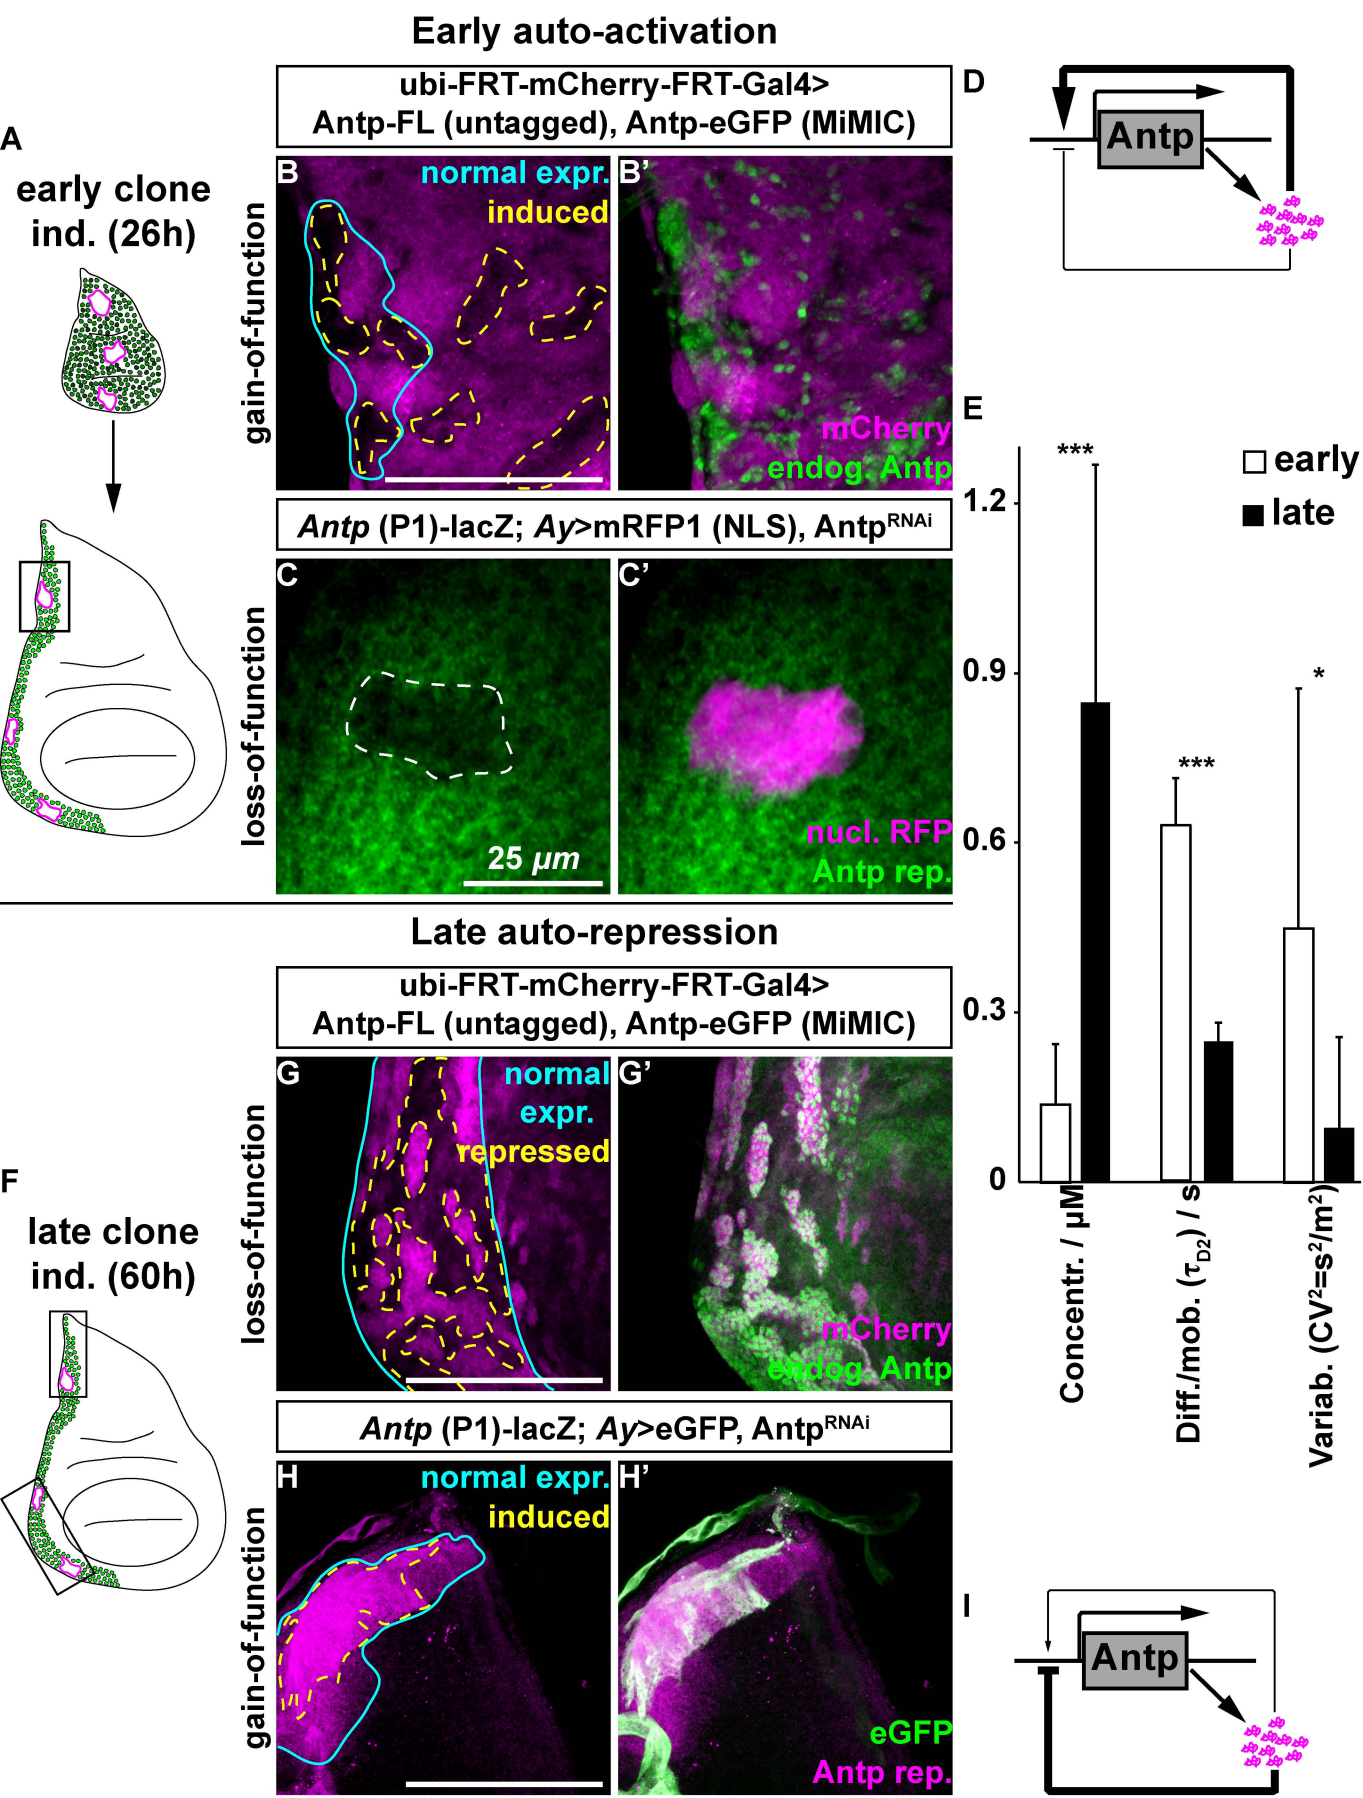 Early auto-activation
A
early clone
ind. (26h)
ubi-FRT-mCherry-FRT-Gal4>
Antp-FL (untagged), Antp-eGFP (MiMIC)
gain-of-function
B
normal expr.
induced
B’
mCherry
endog. Antp
Antp (P1)-lacZ; Ay>mRFP1 (NLS), AntpRNAi
loss-of-function
C
25 µm
C’
nucl. RFP
Antp rep.
D
Antp
E
early
late
***
***
*
1.2
0.9
0.6
0.3
0
Concentr. / µM
Diff./mob. (τD2) / s
Variab. (CV2=s2/m2)
Late auto-repression
F
late clone
ind. (60h)
ubi-FRT-mCherry-FRT-Gal4>
Antp-FL (untagged), Antp-eGFP (MiMIC)
loss-of-function
G
normal
expr.
repressed
G’
mCherry
endog. Antp
Antp (P1)-lacZ; Ay>eGFP, AntpRNAi
gain-of-function
H
normal expr.
induced
H’
eGFP
Antp rep.
I
Antp